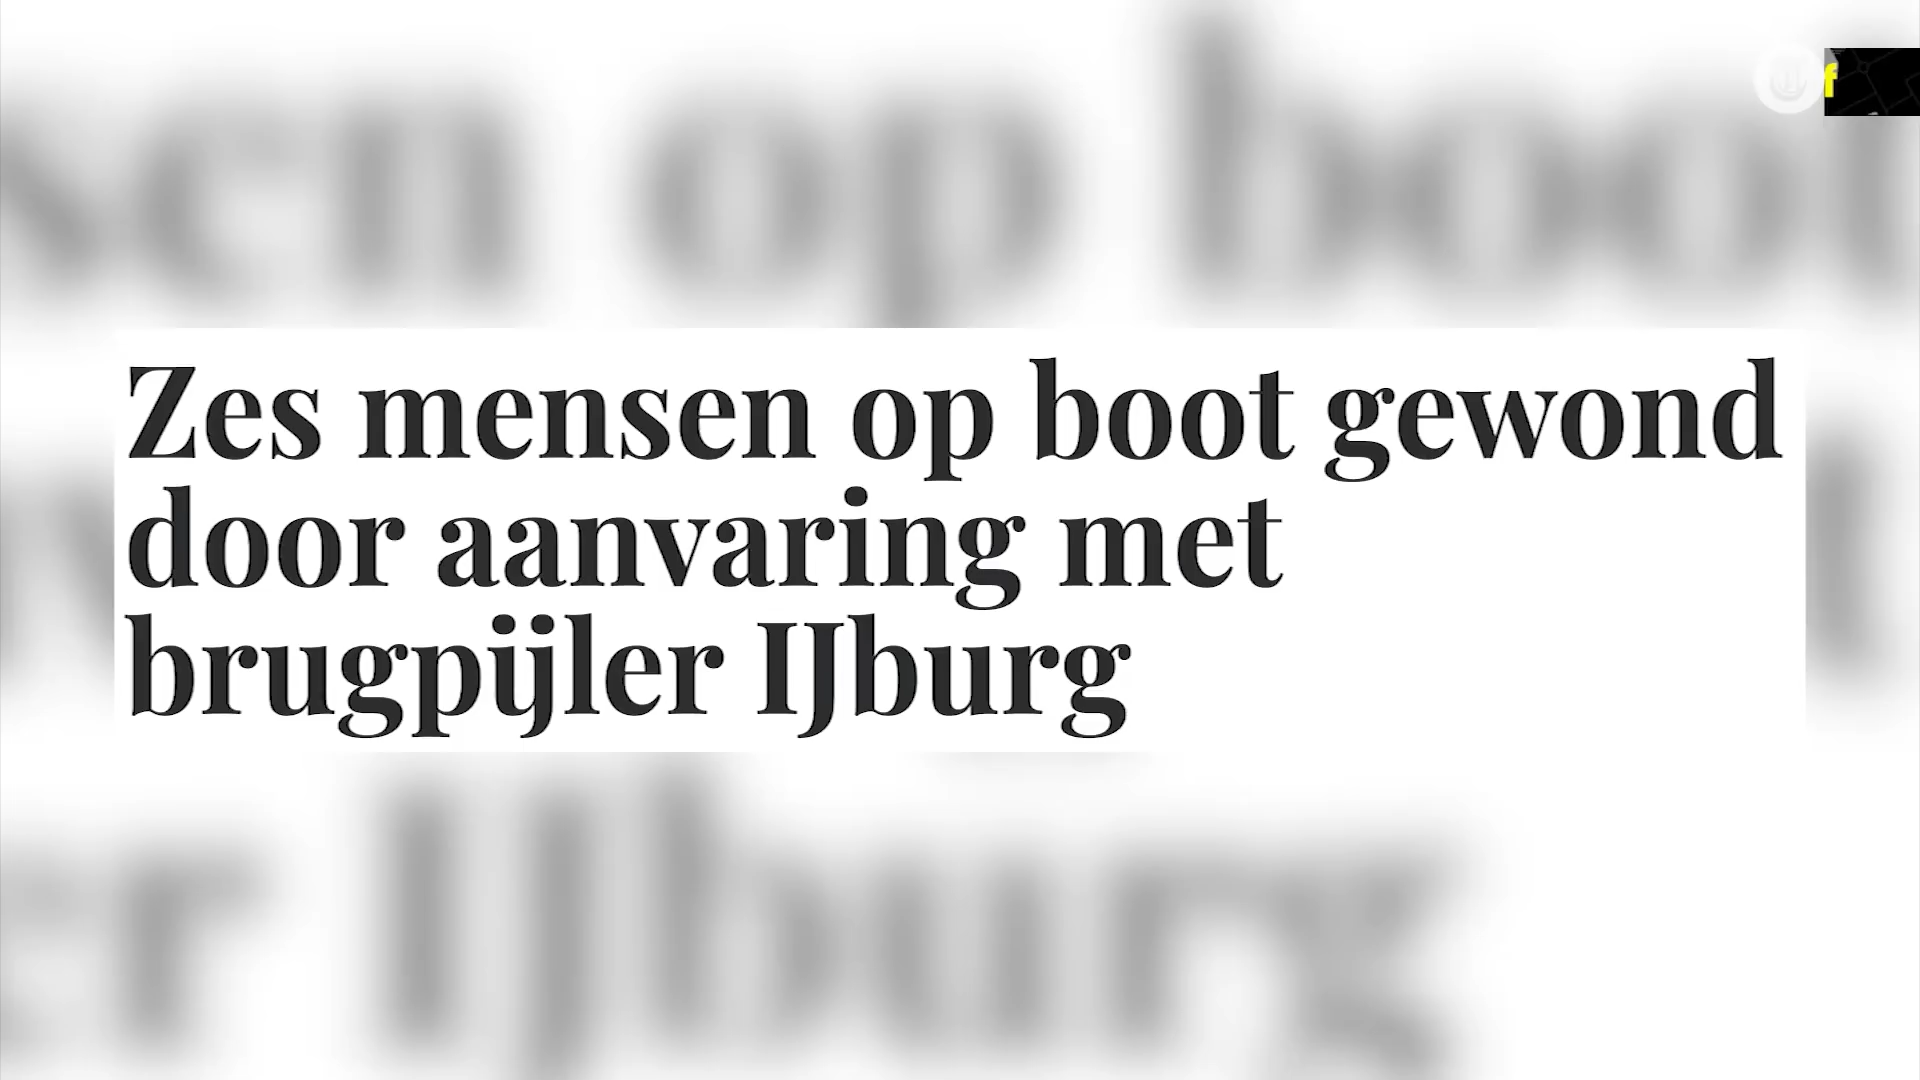 Zes mensen op boot gewond
door aanvaring met
brugpijler IJburg